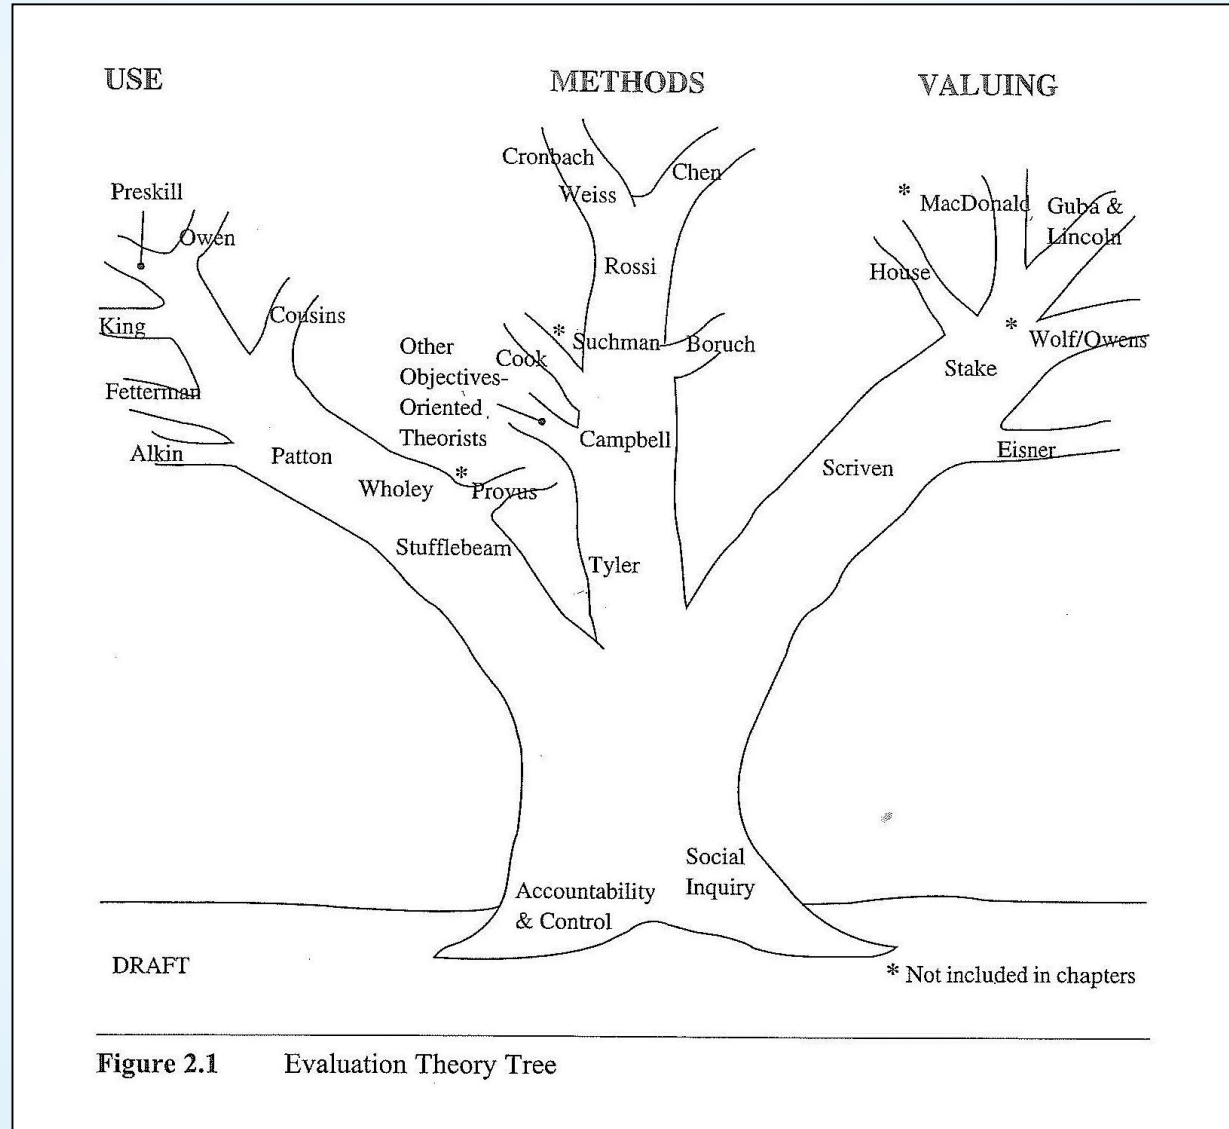 USE
METHODS
VALUING
Cronbach
Weiss
Chen
Preskill
Owen
*
MacDonald
Guba &
Lincoln
House
Rossi
King
Cousins
* Suchman
Boruch
*
Wolf/Owens
Other
Objectives-
Oriented
Theorists
Cook
Stake
Fetterman
Alkin
Patton
Campbell
Eisner
Scriven
Wholey
*
Provus
Stufflebeam
Tyler
Social
Inquiry
Accountability
& Control
DRAFT
* Not included in chapters
Figure 2.1 Evaluation Theory Tree